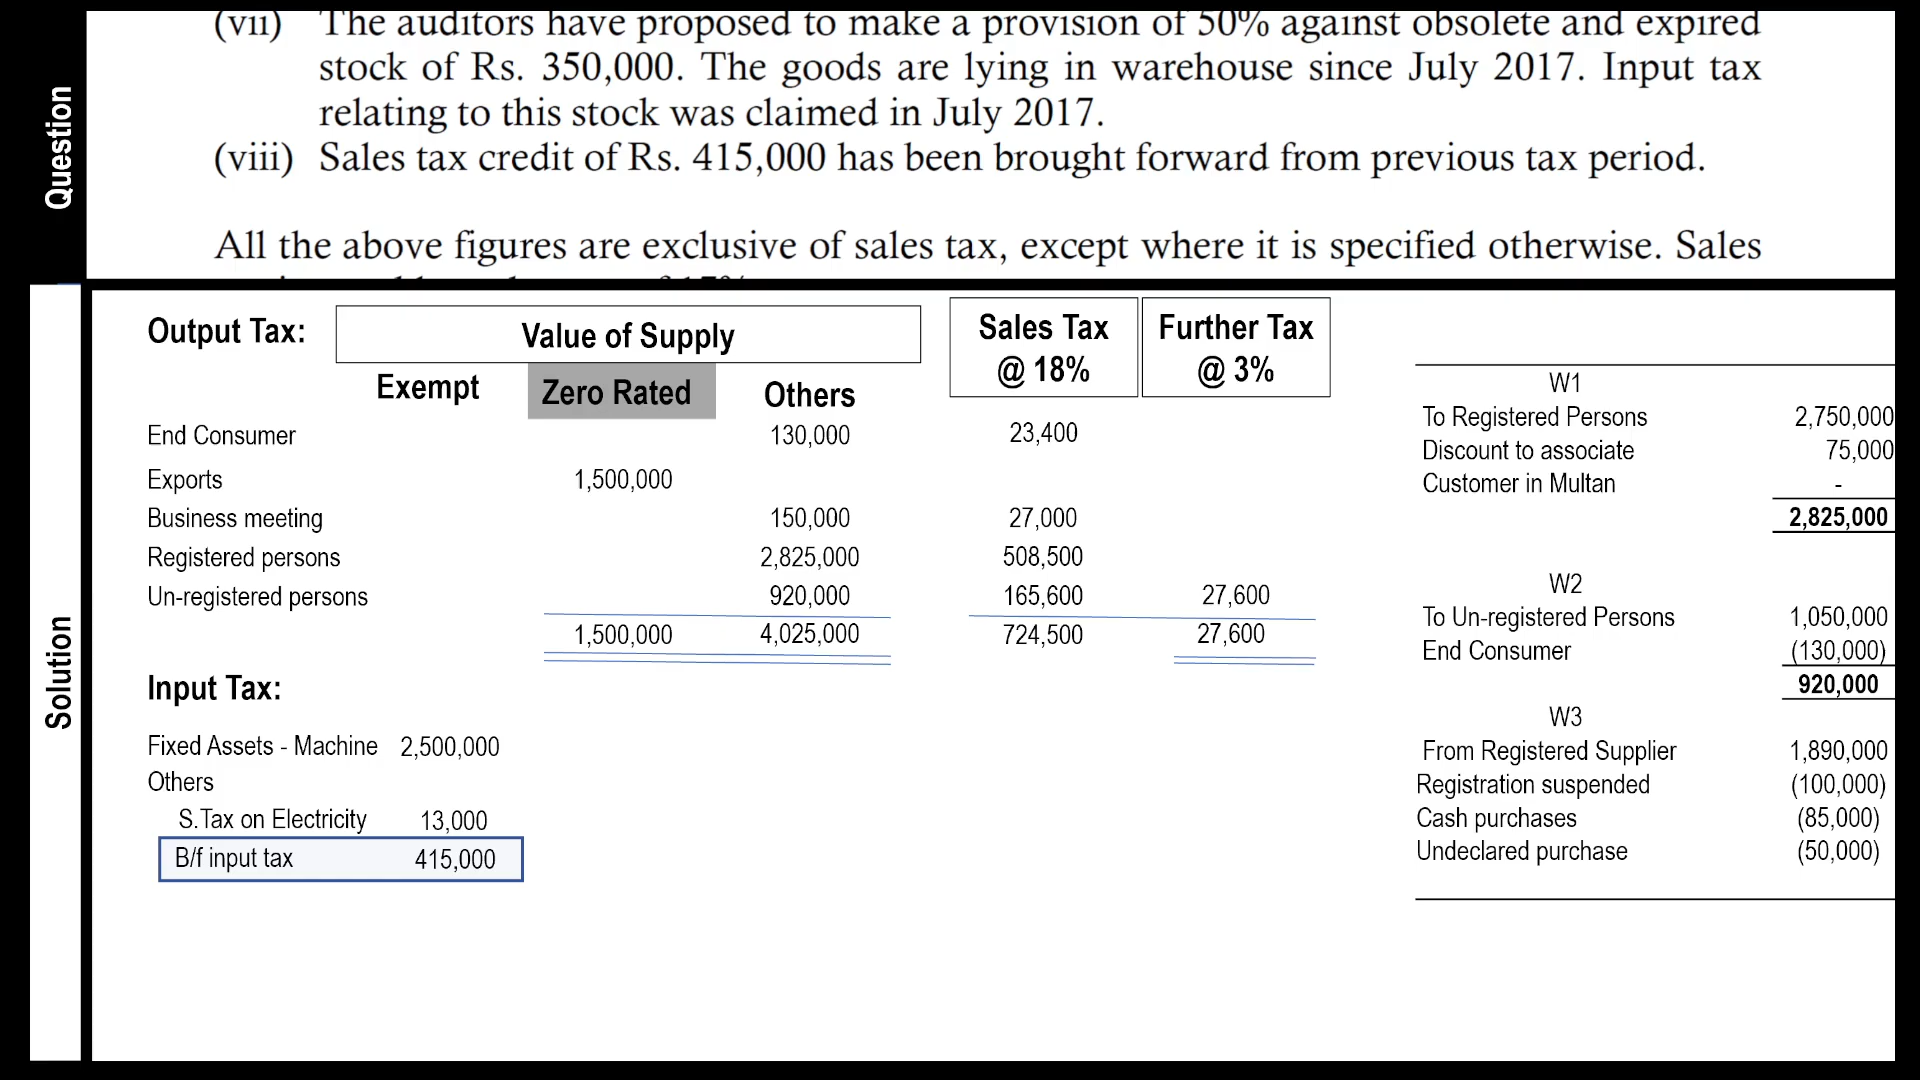 Question
(vii) The auditors have proposed to make a provision of 50% against obsolete and expired
stock of Rs. 350,000. The goods are lying in warehouse since July 2017. Input tax
relating to this stock was claimed in July 2017.
(viii) Sales tax credit of Rs. 415,000 has been brought forward from previous tax period.
All the above figures are exclusive of sales tax, except where it is specified otherwise. Sales
Solution
Output Tax:
Value of Supply
Sales Tax
@ 18%
Further Tax
@ 3%
Exempt Zero Rated Others
End Consumer 130,000 23,400
Exports 1,500,000
Business meeting 150,000 27,000
Registered persons 2,825,000 508,500
Un-registered persons 920,000 165,600 27,600
1,500,000 4,025,000 724,500 27,600
Input Tax:
Fixed Assets - Machine 2,500,000
Others
S.Tax on Electricity 13,000
B/f input tax 415,000
W1
To Registered Persons 2,750,000
Discount to associate 75,000
Customer in Multan -
2,825,000
W2
To Un-registered Persons 1,050,000
End Consumer (130,000)
920,000
W3
From Registered Supplier 1,890,000
Registration suspended (100,000)
Cash purchases (85,000)
Undeclared purchase (50,000)